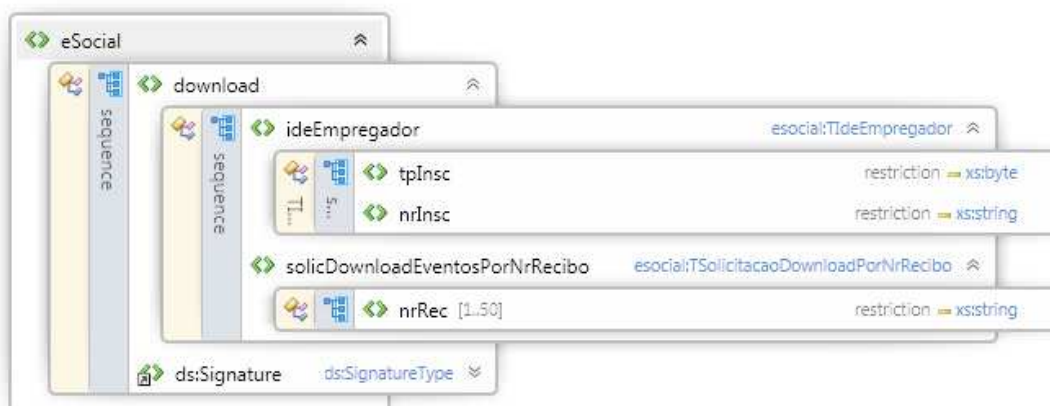 eSocial
sequence
download
sequence
ideEmpregador esocial:TIdeEmpregador
TI...
s...
tpInsc restriction xs:byte
nrInsc restriction xs:string
solicDownloadEventosPorNrRecibo esocial:TSolicitacaoDownloadPorNrRecibo
nrRec [1..50] restriction xs:string
ds:Signature ds:SignatureType